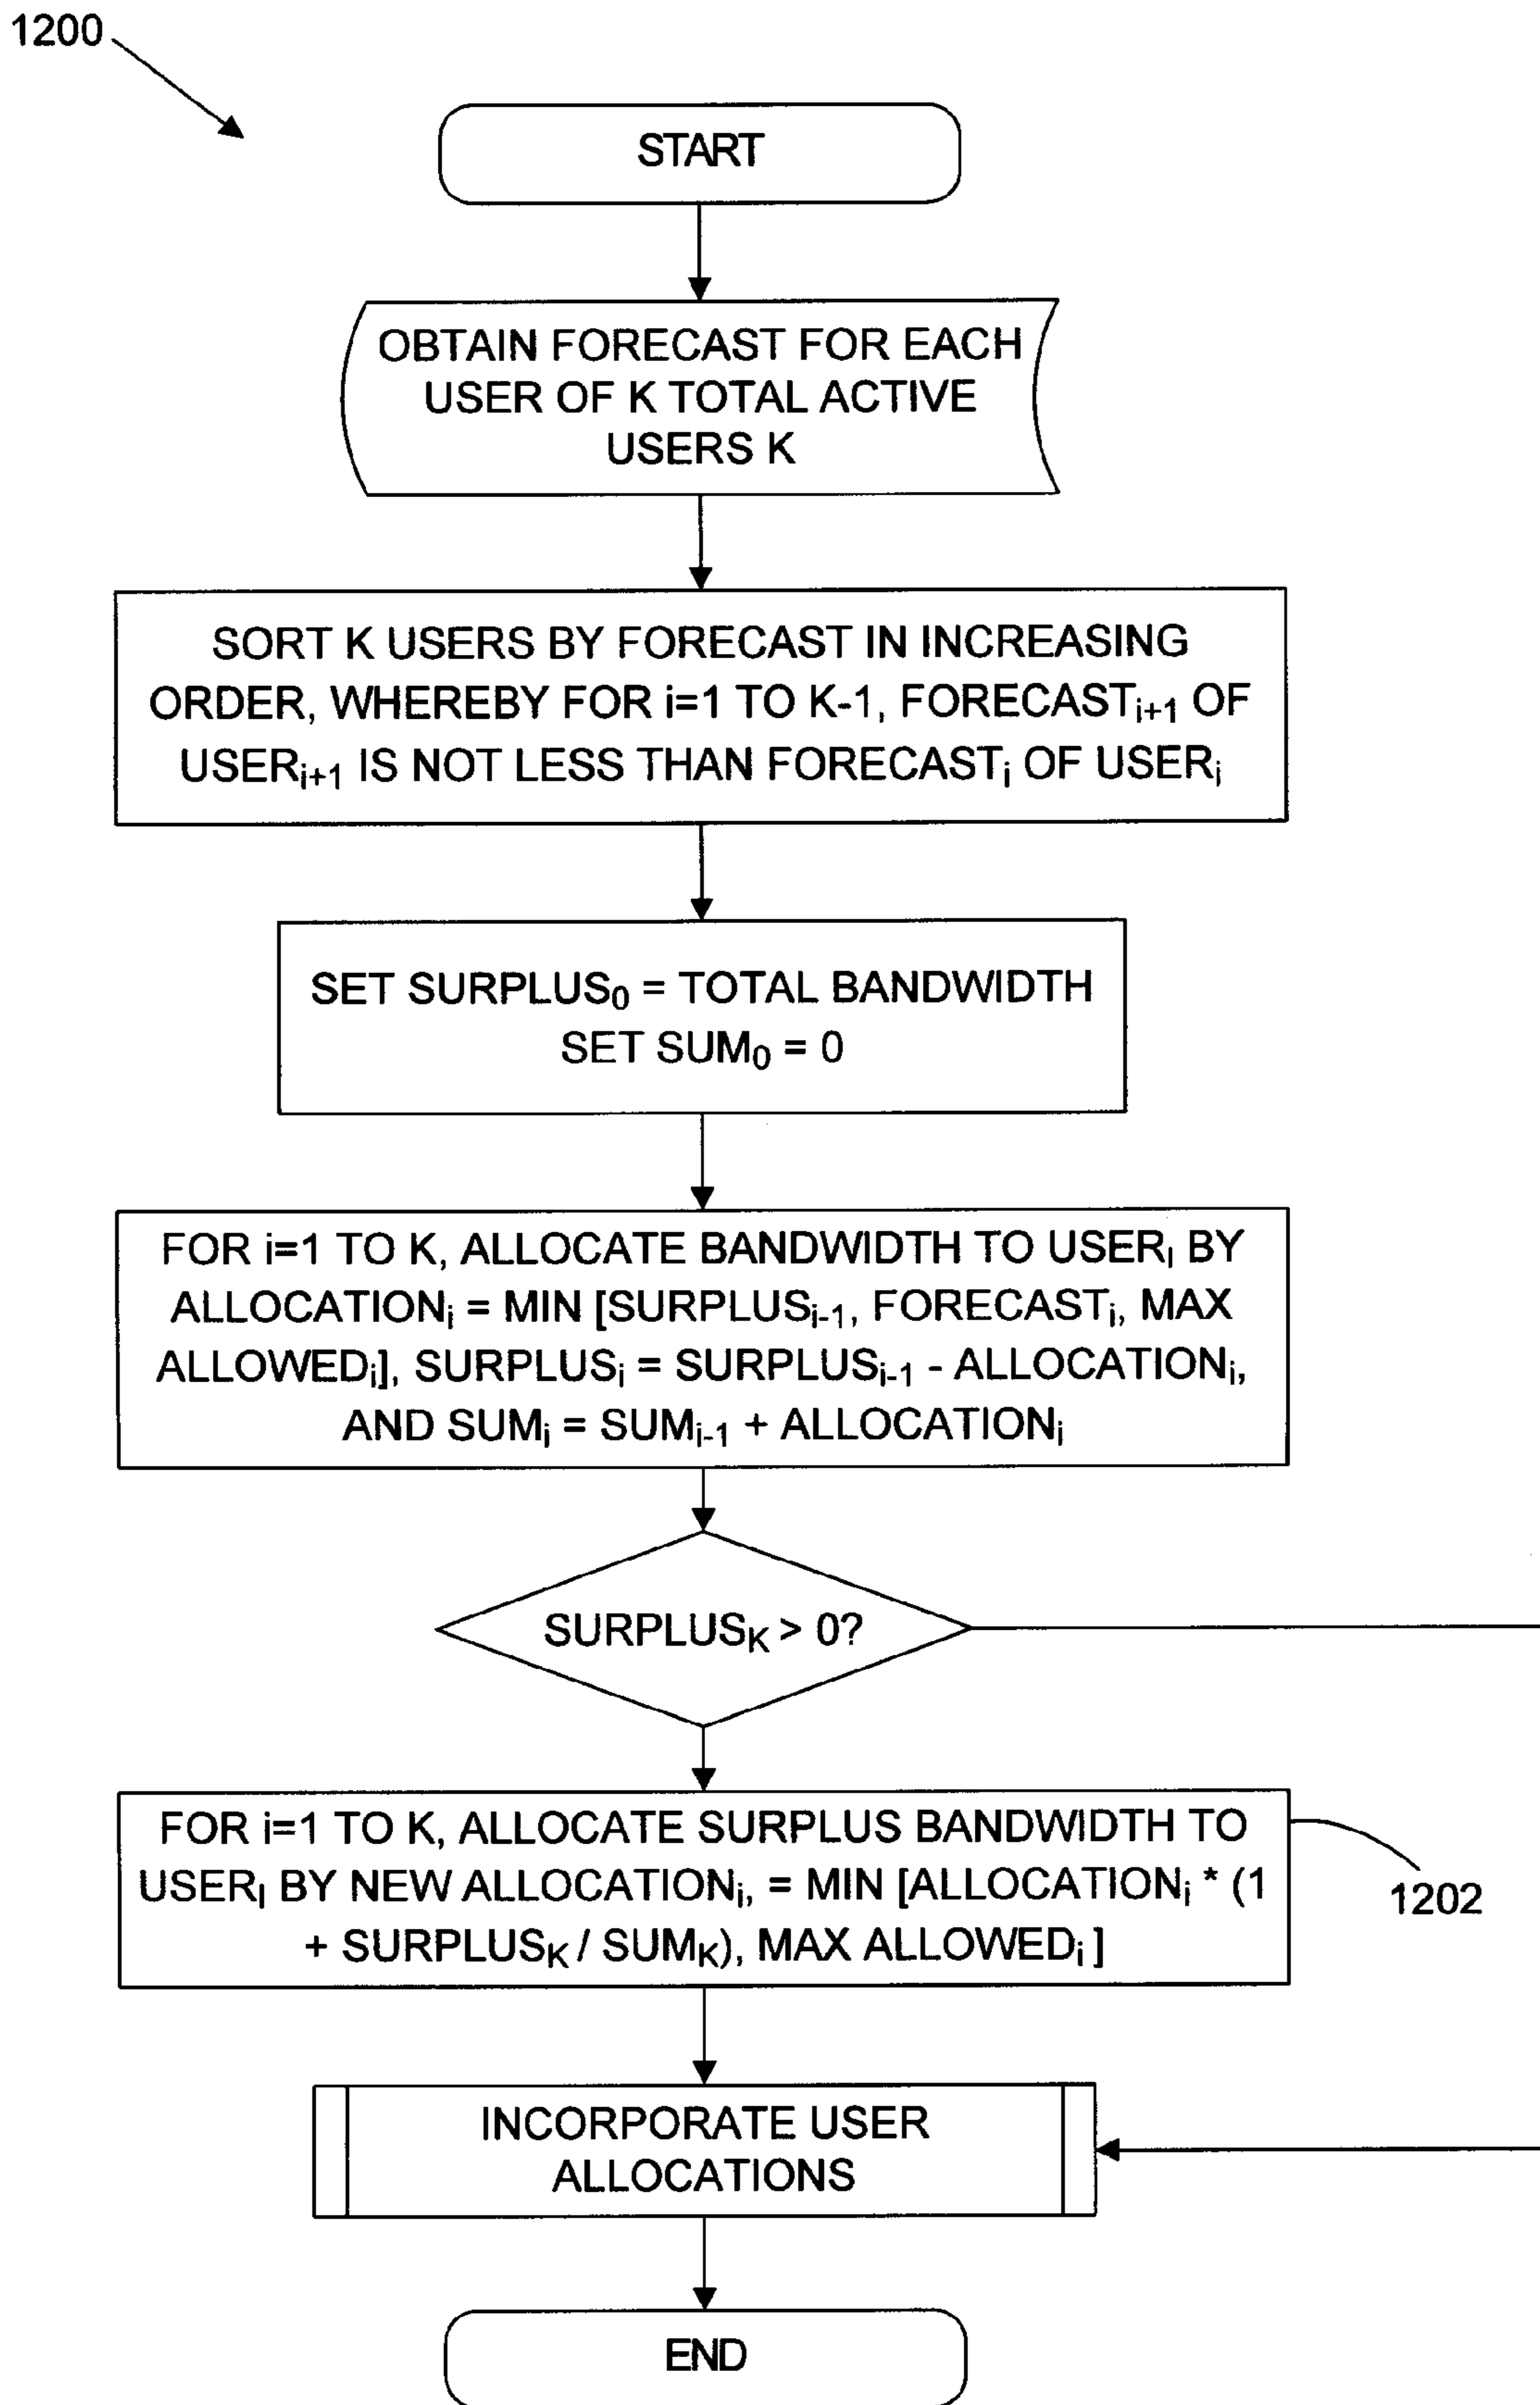 1200
START
OBTAIN FORECAST FOR EACH
USER OF K TOTAL ACTIVE
USERS K
SORT K USERS BY FORECAST IN INCREASING
ORDER, WHEREBY FOR i=1 TO K-1, FORECASTi+1 OF
USERi+1 IS NOT LESS THAN FORECASTi OF USERi
SET SURPLUS0 = TOTAL BANDWIDTH
SET SUM0 = 0
FOR i=1 TO K, ALLOCATE BANDWIDTH TO USERI BY
ALLOCATIONi = MIN [SURPLUSi-1, FORECASTi, MAX
ALLOWEDi], SURPLUSi = SURPLUSi-1 - ALLOCATIONi,
AND SUMi = SUMi-1 + ALLOCATIONi
SURPLUSK > 0?
FOR i=1 TO K, ALLOCATE SURPLUS BANDWIDTH TO
USERI BY NEW ALLOCATIONi, = MIN [ALLOCATIONi * (1
+ SURPLUSK / SUMK), MAX ALLOWEDi ]
1202
INCORPORATE USER
ALLOCATIONS
END